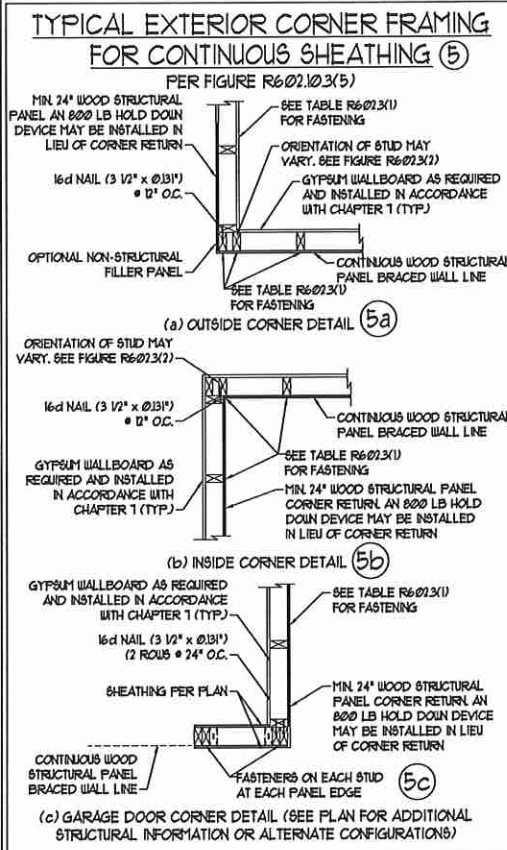 TYPICAL EXTERIOR CORNER FRAMING
FOR CONTINUOUS SHEATHING 5
PER FIGURE R602.10.3(5)
MIN. 24" WOOD STRUCTURAL
PANEL AN 800 LB HOLD DOWN
DEVICE MAY BE INSTALLED IN
LIEU OF CORNER RETURN
16d NAIL (3 1/2" x 0.131")
@ 12" O.C.
OPTIONAL NON-STRUCTURAL
FILLER PANEL
SEE TABLE R602.3(1)
FOR FASTENING
ORIENTATION OF STUD MAY
VARY. SEE FIGURE R602.3(2)
GYPSUM WALLBOARD AS REQUIRED
AND INSTALLED IN ACCORDANCE
WITH CHAPTER 7 (TYP.)
CONTINUOUS WOOD STRUCTURAL
PANEL BRACED WALL LINE
SEE TABLE R602.3(1)
FOR FASTENING
(a) OUTSIDE CORNER DETAIL 5a
ORIENTATION OF STUD MAY
VARY. SEE FIGURE R602.3(2)
16d NAIL (3 1/2" x 0.131")
@ 12" O.C.
GYPSUM WALLBOARD AS
REQUIRED AND INSTALLED
IN ACCORDANCE WITH
CHAPTER 7 (TYP.)
CONTINUOUS WOOD STRUCTURAL
PANEL BRACED WALL LINE
SEE TABLE R602.3(1)
FOR FASTENING
MIN. 24" WOOD STRUCTURAL PANEL
CORNER RETURN. AN 800 LB HOLD
DOWN DEVICE MAY BE INSTALLED
IN LIEU OF CORNER RETURN
(b) INSIDE CORNER DETAIL 5b
GYPSUM WALLBOARD AS REQUIRED
AND INSTALLED IN ACCORDANCE
WITH CHAPTER 7 (TYP.)
16d NAIL (3 1/2" x 0.131")
(2 ROWS @ 24" O.C.
SHEATHING PER PLAN
CONTINUOUS WOOD
STRUCTURAL PANEL
BRACED WALL LINE
SEE TABLE R602.3(1)
FOR FASTENING
MIN. 24" WOOD STRUCTURAL
PANEL CORNER RETURN. AN
800 LB HOLD DOWN DEVICE
MAY BE INSTALLED IN LIEU
OF CORNER RETURN
FASTENERS ON EACH STUD
AT EACH PANEL EDGE
5c
(c) GARAGE DOOR CORNER DETAIL (SEE PLAN FOR ADDITIONAL
STRUCTURAL INFORMATION OR ALTERNATE CONFIGURATIONS)